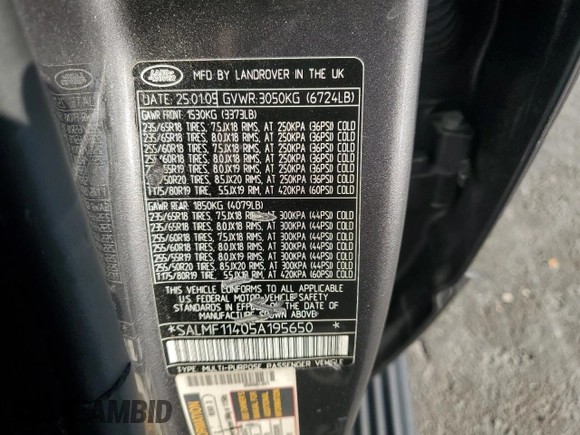 LAND ROVER
MFD BY LANDROVER IN THE UK
DATE: 25.01.05 GVWR: 3050KG (6724LB)
GAWR FRONT: 1530KG (3373LB)
235/65R18 TIRES, 7.5JX18 RIMS, AT 250KPA (36PSI) COLD
235/65R18 TIRES, 8.0JX18 RIMS, AT 250KPA (36PSI) COLD
255/60R18 TIRES, 7.5JX18 RIMS, AT 250KPA (36PSI) COLD
255/60R18 TIRES, 8.0JX18 RIMS, AT 250KPA (36PSI) COLD
/55R19 TIRES, 8.0JX19 RIMS, AT 250KPA (36PSI) COLD
/50R20 TIRES, 8.5JX20 RIMS, AT 250KPA (36PSI) COLD
T175/80R19 TIRE, 5.5JX19 RIM, AT 420KPA (60PSI) COLD
GAWR REAR: 1850KG (4079LB)
235/65R18 TIRES, 7.5JX18 RIMS, AT 300KPA (44PSI) COLD
235/65R18 TIRES, 8.0JX18 RIMS, AT 300KPA (44PSI) COLD
255/60R18 TIRES, 7.5JX18 RIMS, AT 300KPA (44PSI) COLD
255/60R18 TIRES, 8.0JX18 RIMS, AT 300KPA (44PSI) COLD
255/55R19 TIRES, 8.0JX19 RIMS, AT 300KPA (44PSI) COLD
255/50R20 TIRES, 8.5JX20 RIMS, AT 300KPA (44PSI) COLD
T175/80R19 TIRE, 5.5JX19 RIM, AT 420KPA (60PSI) COLD
THIS VEHICLE CONFORMS TO ALL APPLICABLE
U.S. FEDERAL MOTOR VEHICLE SAFETY
STANDARDS IN EFFECT ON THE DATE OF
MANUFACTURE SHOWN ABOVE.
*SALMF11405A195650 *
TYPE: MULTI-PURPOSE PASSENGER VEHICLE